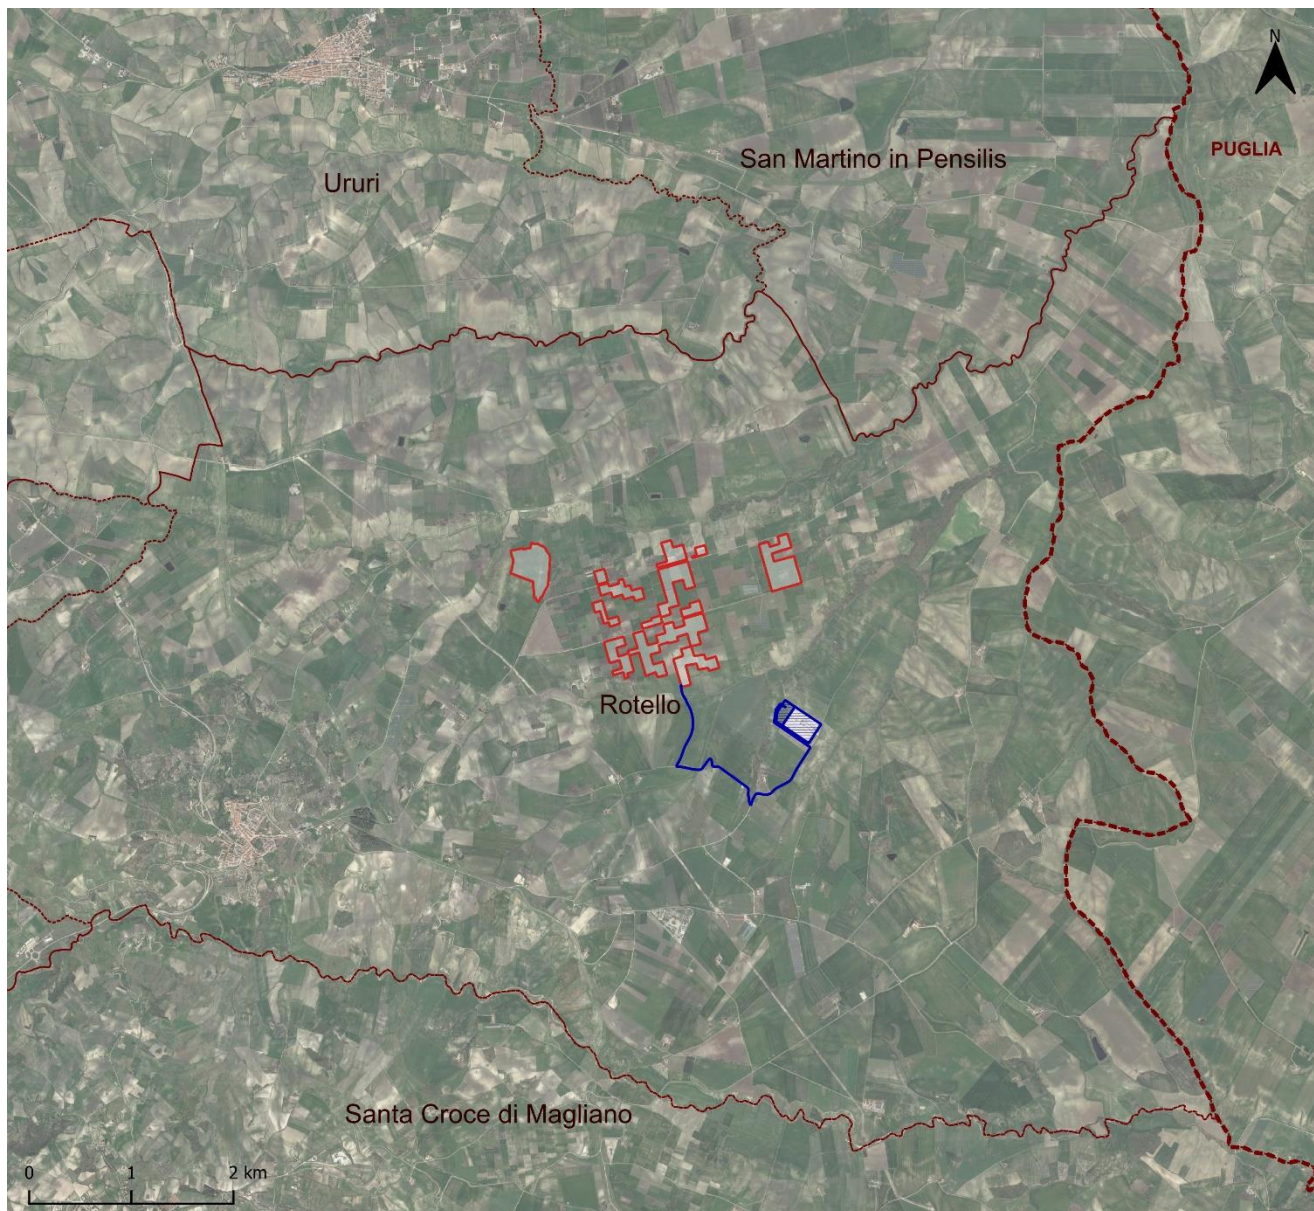 N
San Martino in Pensilis
PUGLIA
Ururi
Rotello
Santa Croce di Magliano
0 1 2 km